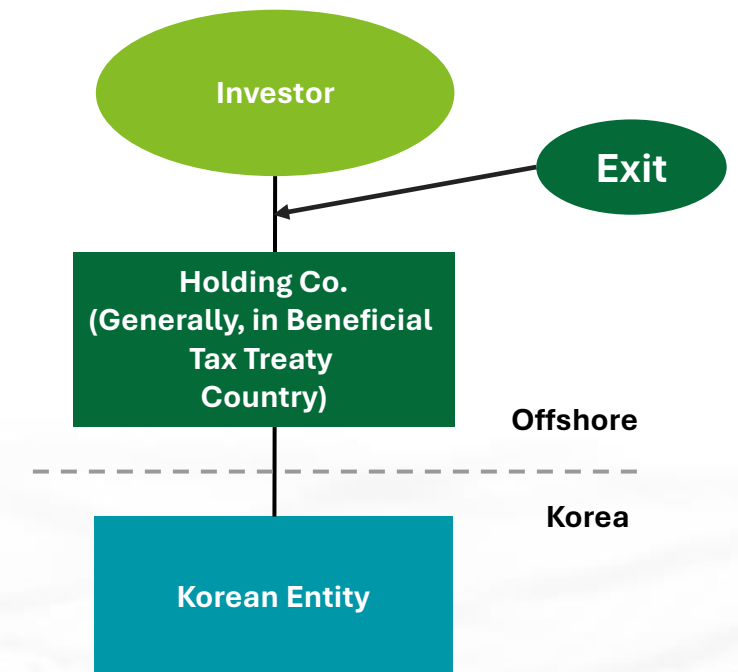 Investor
Exit
Holding Co.
(Generally, in Beneficial
Tax Treaty
Country)
Offshore
Korea
Korean Entity